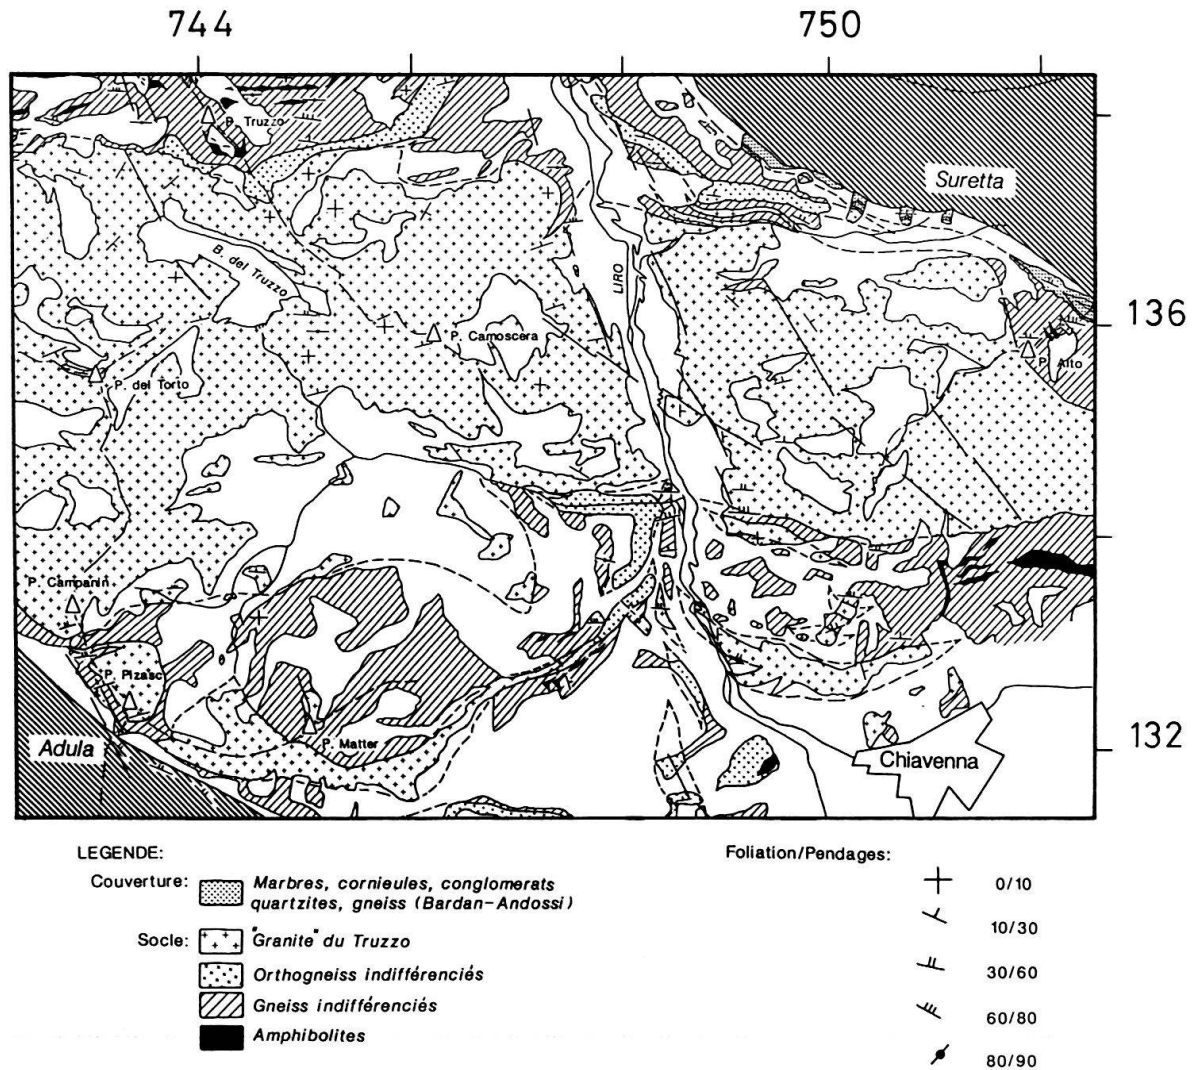 744 750
P. Truzzo
Suretta
B. del Truzzo
LIRO
136
P. Camoscera
P. Alto
P. del Torto
P. Campanin
P. Pizasc
Adula
P. Matter
132
Chiavenna
LEGENDE:
Couverture: Marbres, cornieules, conglomerats
quartzites, gneiss (Bardan-Andossi)
Socle: "Granite" du Truzzo
Orthogneiss indifférenciés
Gneiss indifférenciés
Amphibolites
Foliation/Pendages:
0/10
10/30
30/60
60/80
80/90